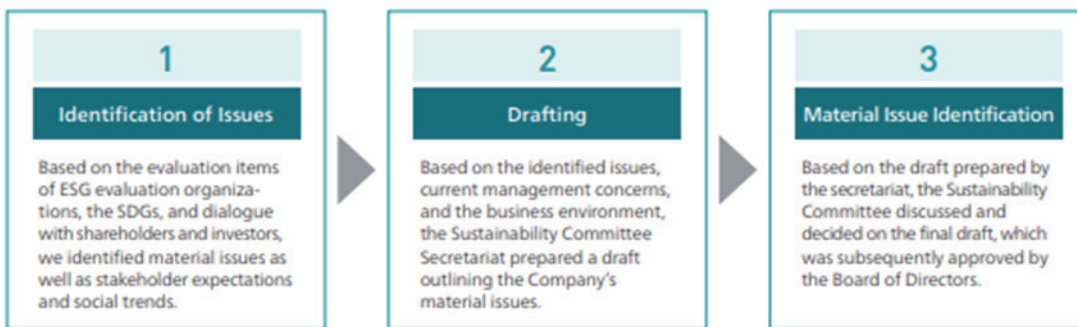 1
Identification of Issues
Based on the evaluation items
of ESG evaluation organiza-
tions, the SDGs, and dialogue
with shareholders and investors,
we identified material issues as
well as stakeholder expectations
and social trends.
2
Drafting
Based on the identified issues,
current management concerns,
and the business environment,
the Sustainability Committee
Secretariat prepared a draft
outlining the Company’s
material issues.
3
Material Issue Identification
Based on the draft prepared by
the secretariat, the Sustainability
Committee discussed and
decided on the final draft, which
was subsequently approved by
the Board of Directors.